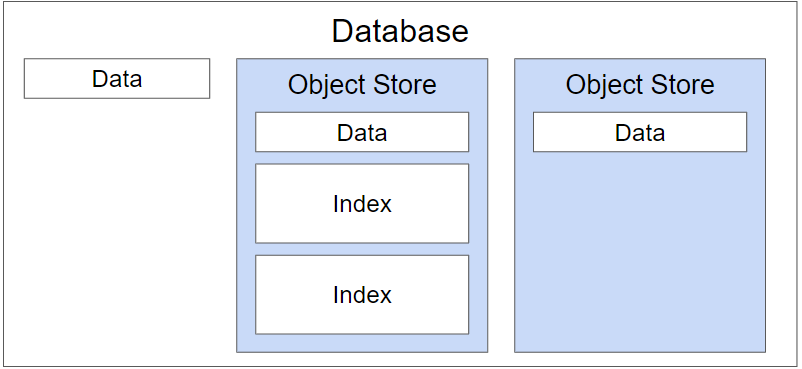 Database
Data
Object Store
Data
Index
Index
Object Store
Data